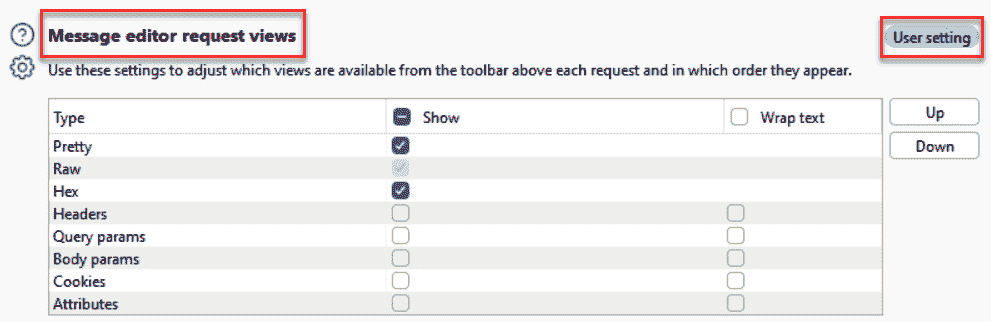 Message editor request views
User setting
Use these settings to adjust which views are available from the toolbar above each request and in which order they appear.
Type Show Wrap text
Up
Pretty
Down
Raw
Hex
Headers
Query params
Body params
Cookies
Attributes